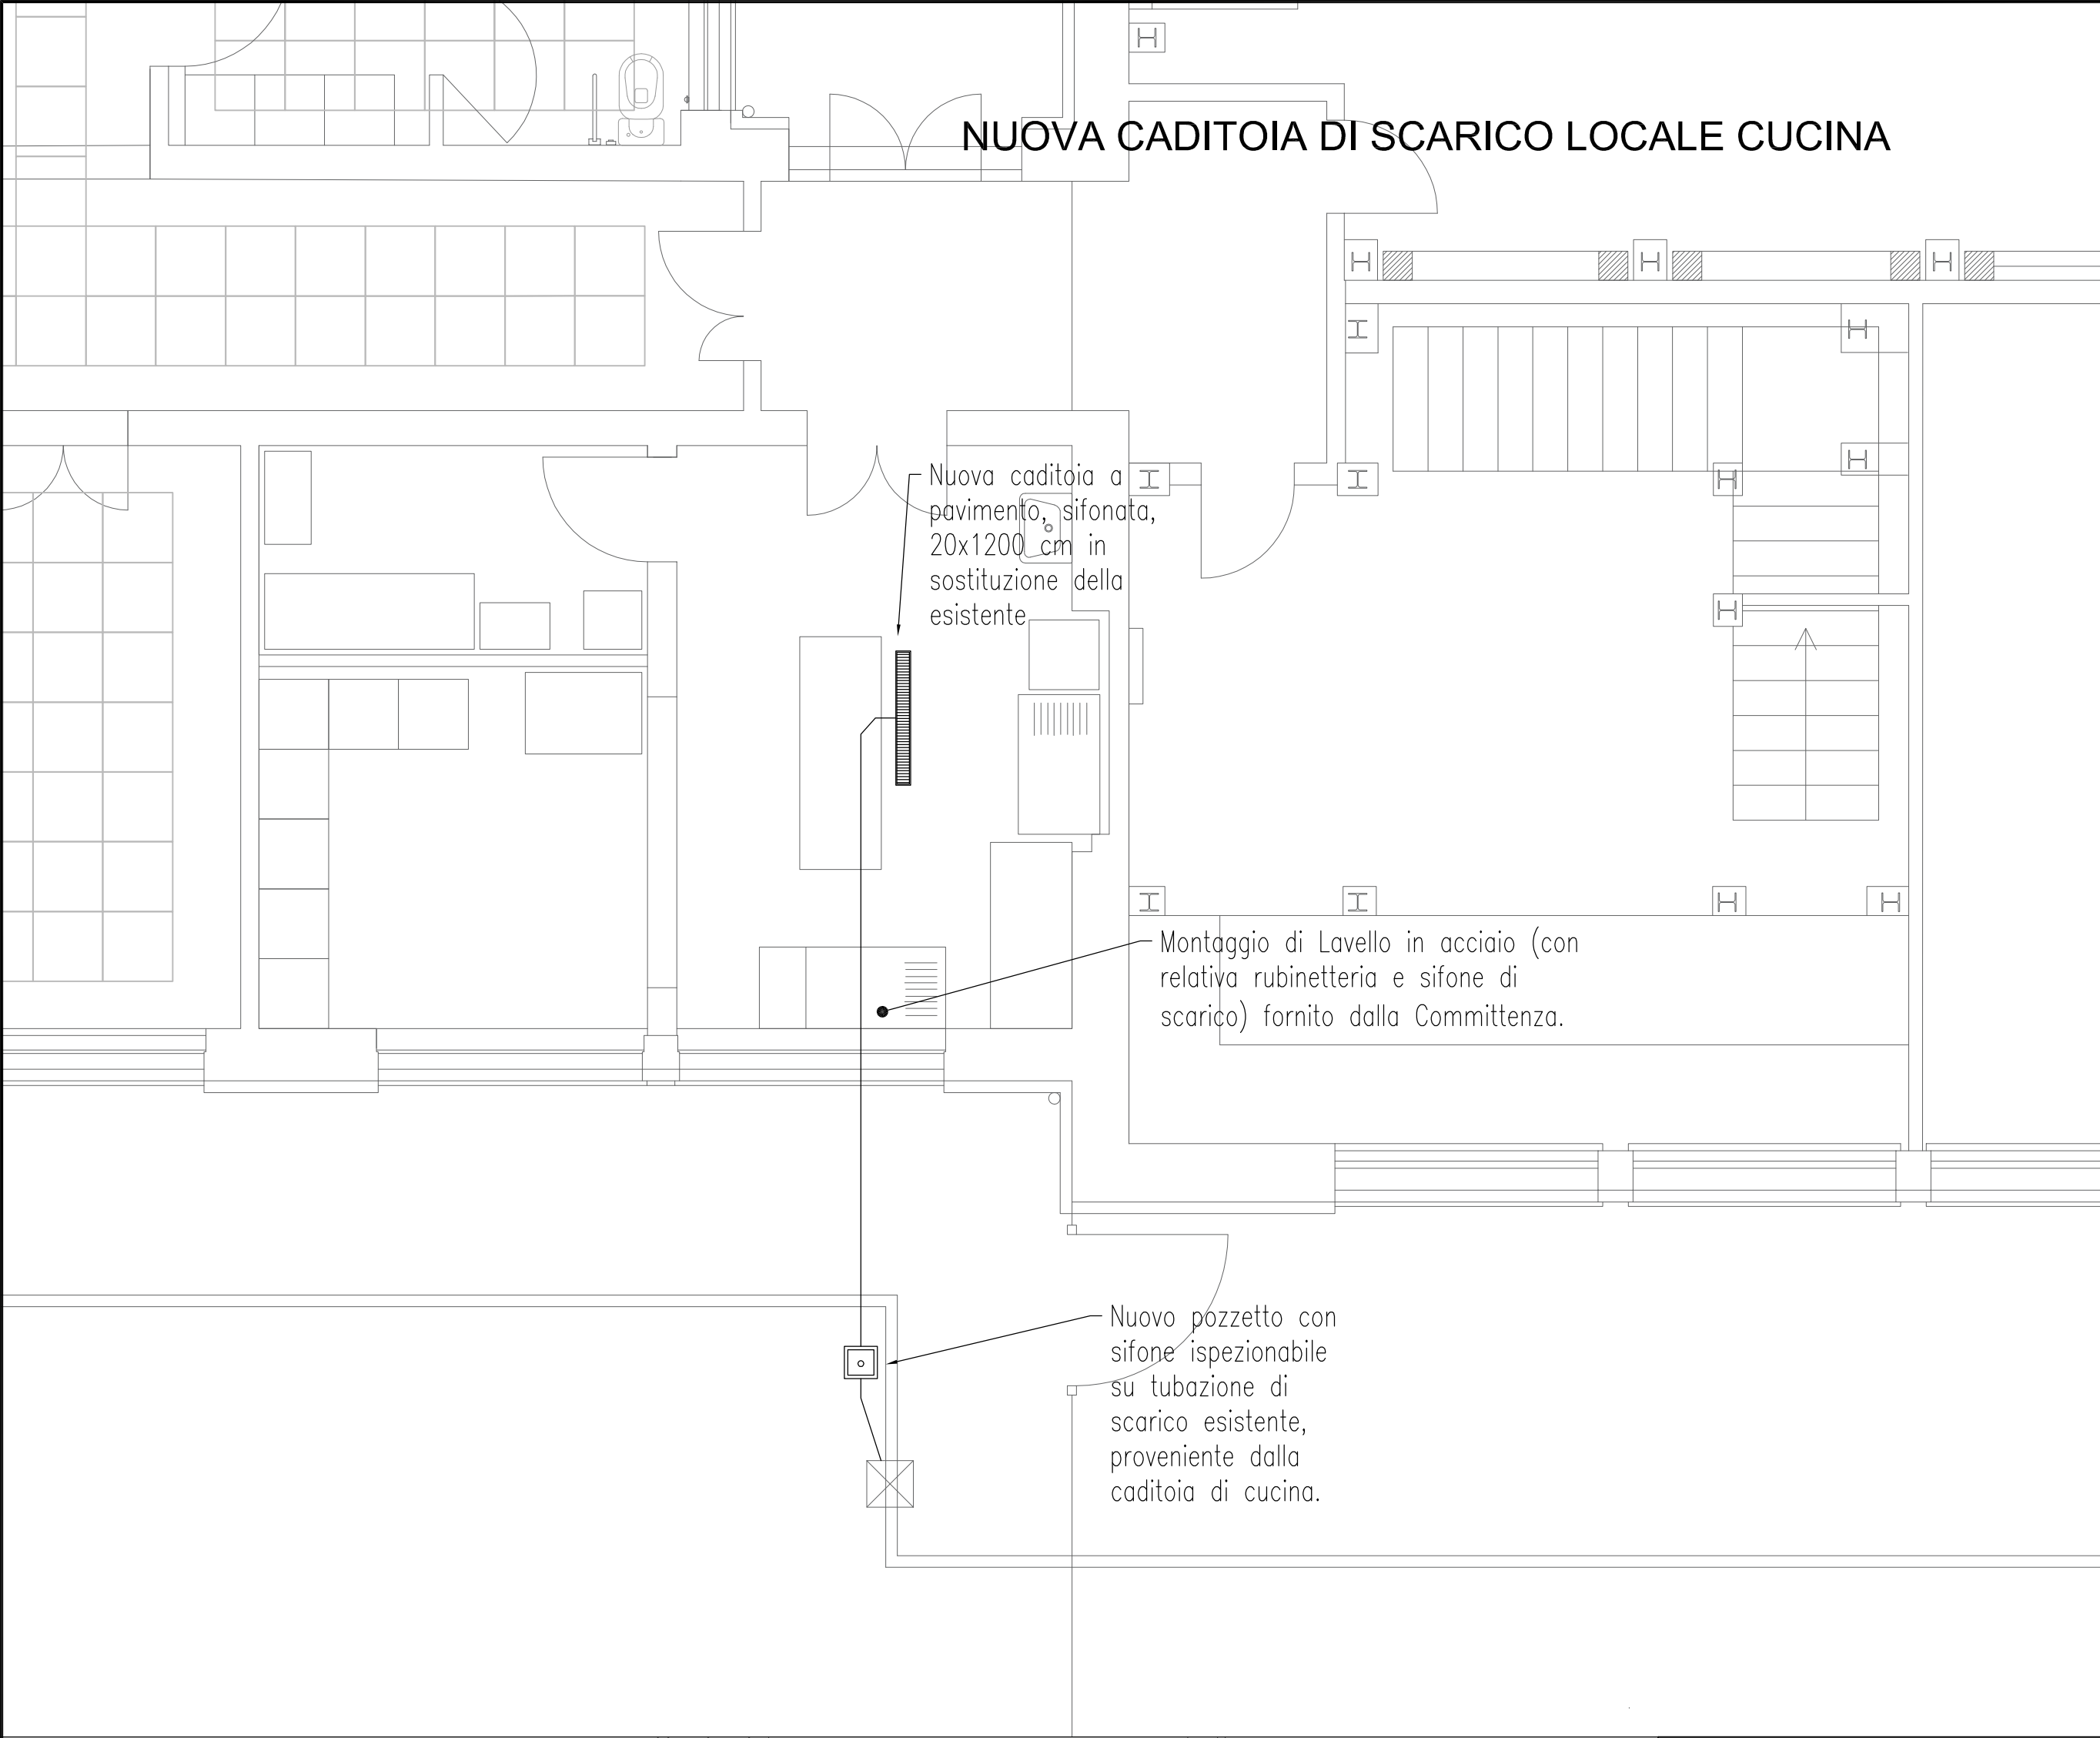 NUOVA CADITOIA DI SCARICO LOCALE CUCINA
Nuova caditoia a
pavimento, sifonata,
20x1200 cm in
sostituzione della
esistente
Montaggio di Lavello in acciaio (con
relativa rubinetteria e sifone di
scarico) fornito dalla Committenza.
Nuovo pozzetto con
sifone ispezionabile
su tubazione di
scarico esistente,
proveniente dalla
caditoia di cucina.